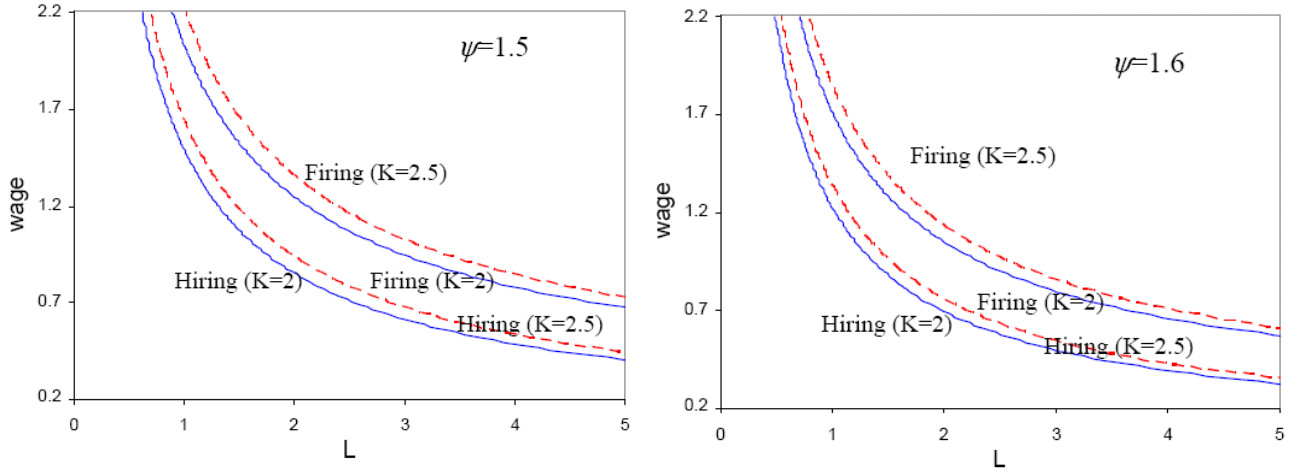 2.2
ψ=1.5
1.7
Firing (K=2.5)
wage
1.2
Hiring (K=2)
Firing (K=2)
0.7
Hiring (K=2.5)
0.2
0
1
2
3
4
5
L
2.2
ψ=1.6
1.7
Firing (K=2.5)
wage
1.2
Firing (K=2)
0.7
Hiring (K=2)
Hiring (K=2.5)
0.2
0
1
2
3
4
5
L